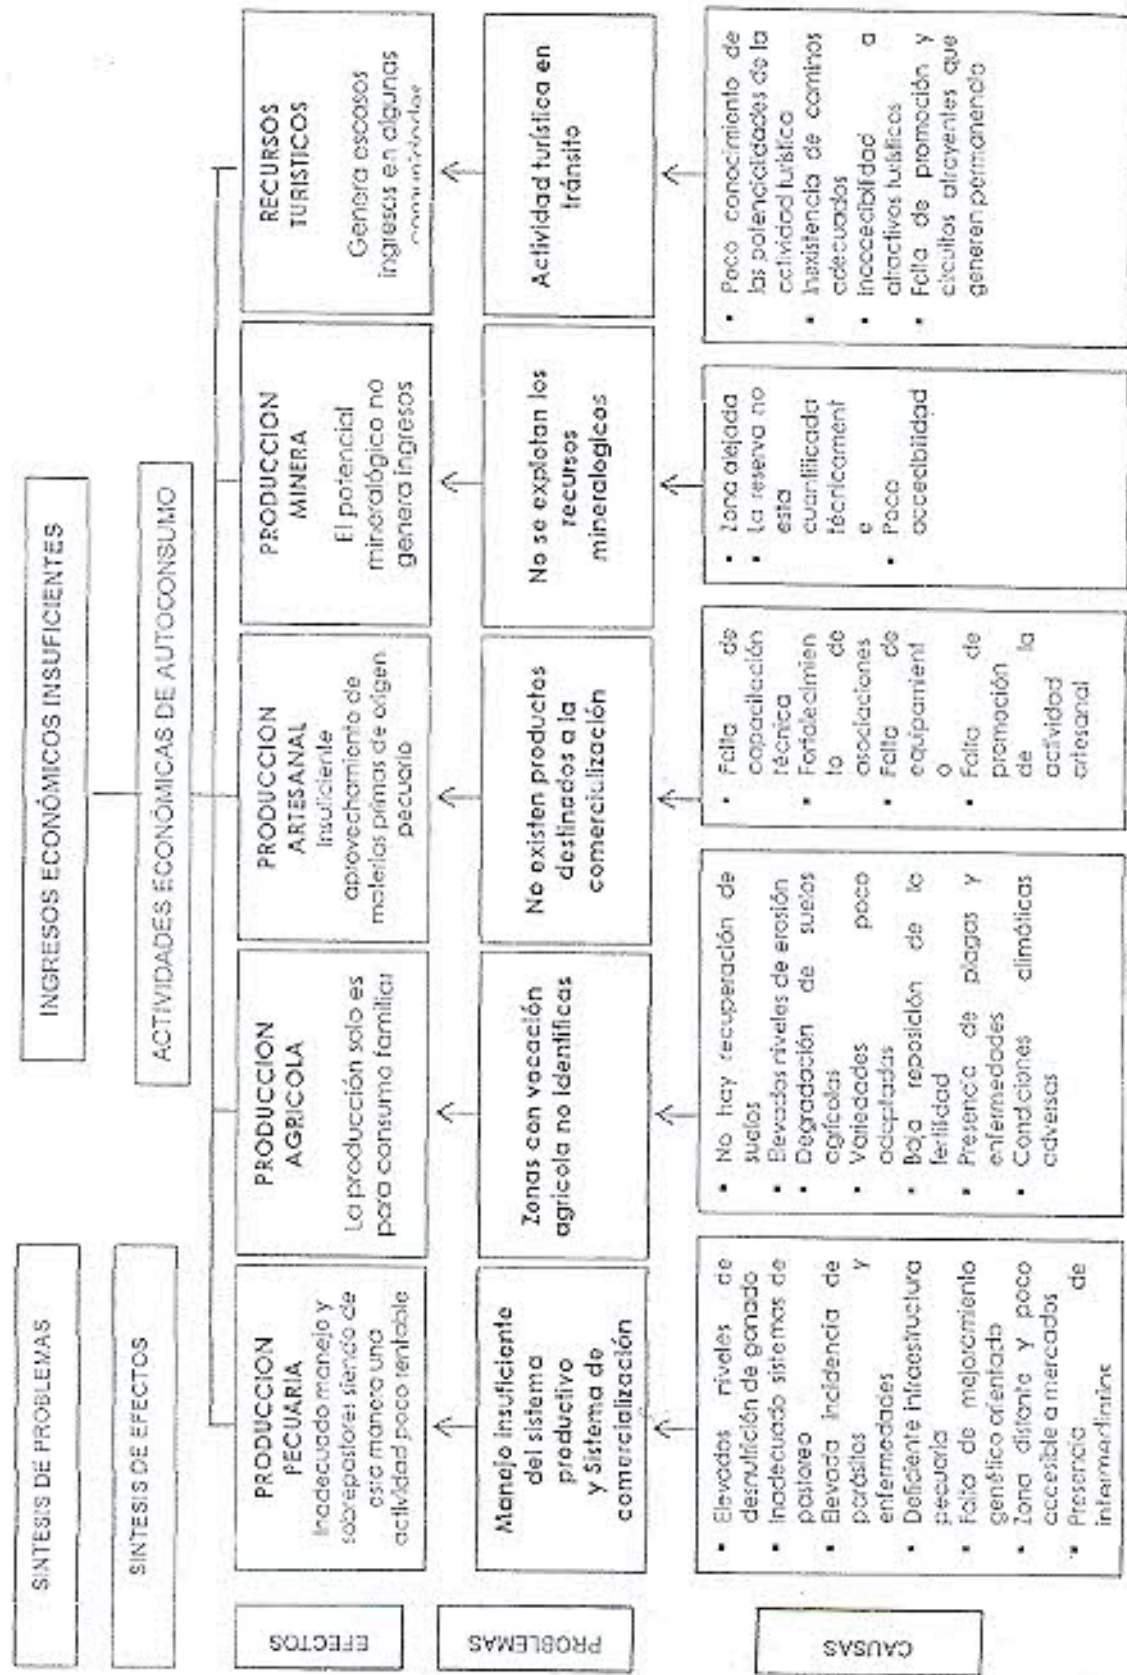 SINTESIS DE PROBLEMAS
INGRESOS ECONÓMICOS INSUFICIENTES
SINTESIS DE EFECTOS
ACTIVIDADES ECONÓMICAS DE AUTOCONSUMO
EFECTOS
PRODUCCION
PECUARIA
Inadecuado manejo y
sobrepastoreo siendo de
esta manera una
actividad poco rentable
PRODUCCION
AGRICOLA
La producción solo es
para consumo familiar
PRODUCCION
ARTESANAL
Insuficiente
aprovechamiento de
materias primas de origen
pecuario
PRODUCCION
MINERA
El potencial
mineralógico no
genera ingresos
RECURSOS
TURISTICOS
Genera escasos
ingresos en algunas
comunidades
PROBLEMAS
Manejo insuficiente
del sistema
productivo
y Sistema de
comercialización
Zonas con vocación
agrícola no identificas
No existen productos
destinados a la
comercialización
No se explotan los
recursos
mineralogicos
Actividad turística en
tránsito
CAUSAS
▪ Elevados niveles de
desnutrición de ganado
▪ Inadecuado sistemas de
pastoreo
▪ Elevada incidencia de
parásitos y
enfermedades
▪ Deficiente infraestructura
pecuaria
▪ Falta de mejoramiento
genético orientado
▪ Zona distante y poco
accesible a mercados
▪ Presencia de
intermediarios
▪ No hay recuperación de
suelos
▪ Elevados niveles de erosión
▪ Degradación de suelos
agrícolas
▪ Variedades poco
adaptadas
▪ Baja reposición de la
fertilidad
▪ Presencia de plagas y
enfermedades
▪ Condiciones climáticas
adversas
▪ Falta de
capacitación
técnica
▪ Fortalecimien
to de
asociaciones
▪ Falta de
equipamient
o
▪ Falta de
promoción
de la
actividad
artesanal
▪ Zona alejada
▪ La reserva no
esta
cuantificada
técnicament
e
▪ Poca
accecibilidad
▪ Poco conocimiento de
las potencialidades de la
actividad turística
▪ Inexistencia de caminos
adecuados
▪ inaccecibilidad a
atractivos turísticos
▪ Falta de promoción y
circuitos atrayentes que
generen permanencia